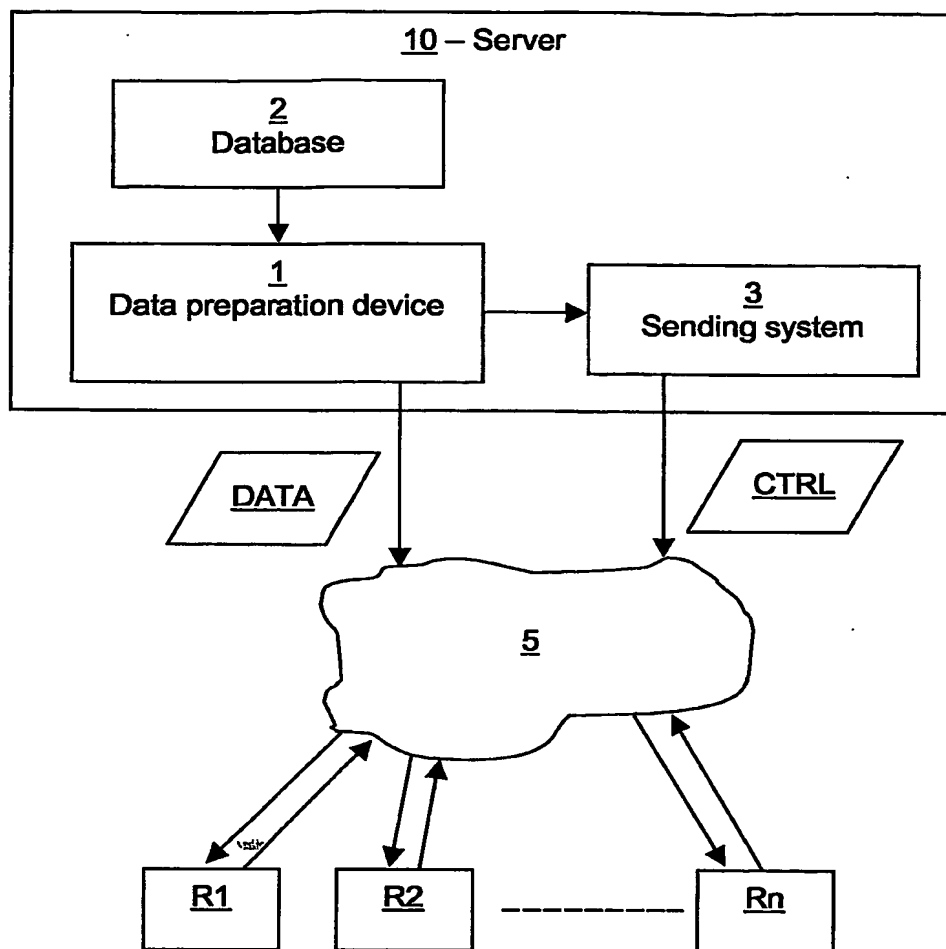 10 – Server
2
Database
1
Data preparation device
3
Sending system
DATA
CTRL
5
R1
R2
Rn